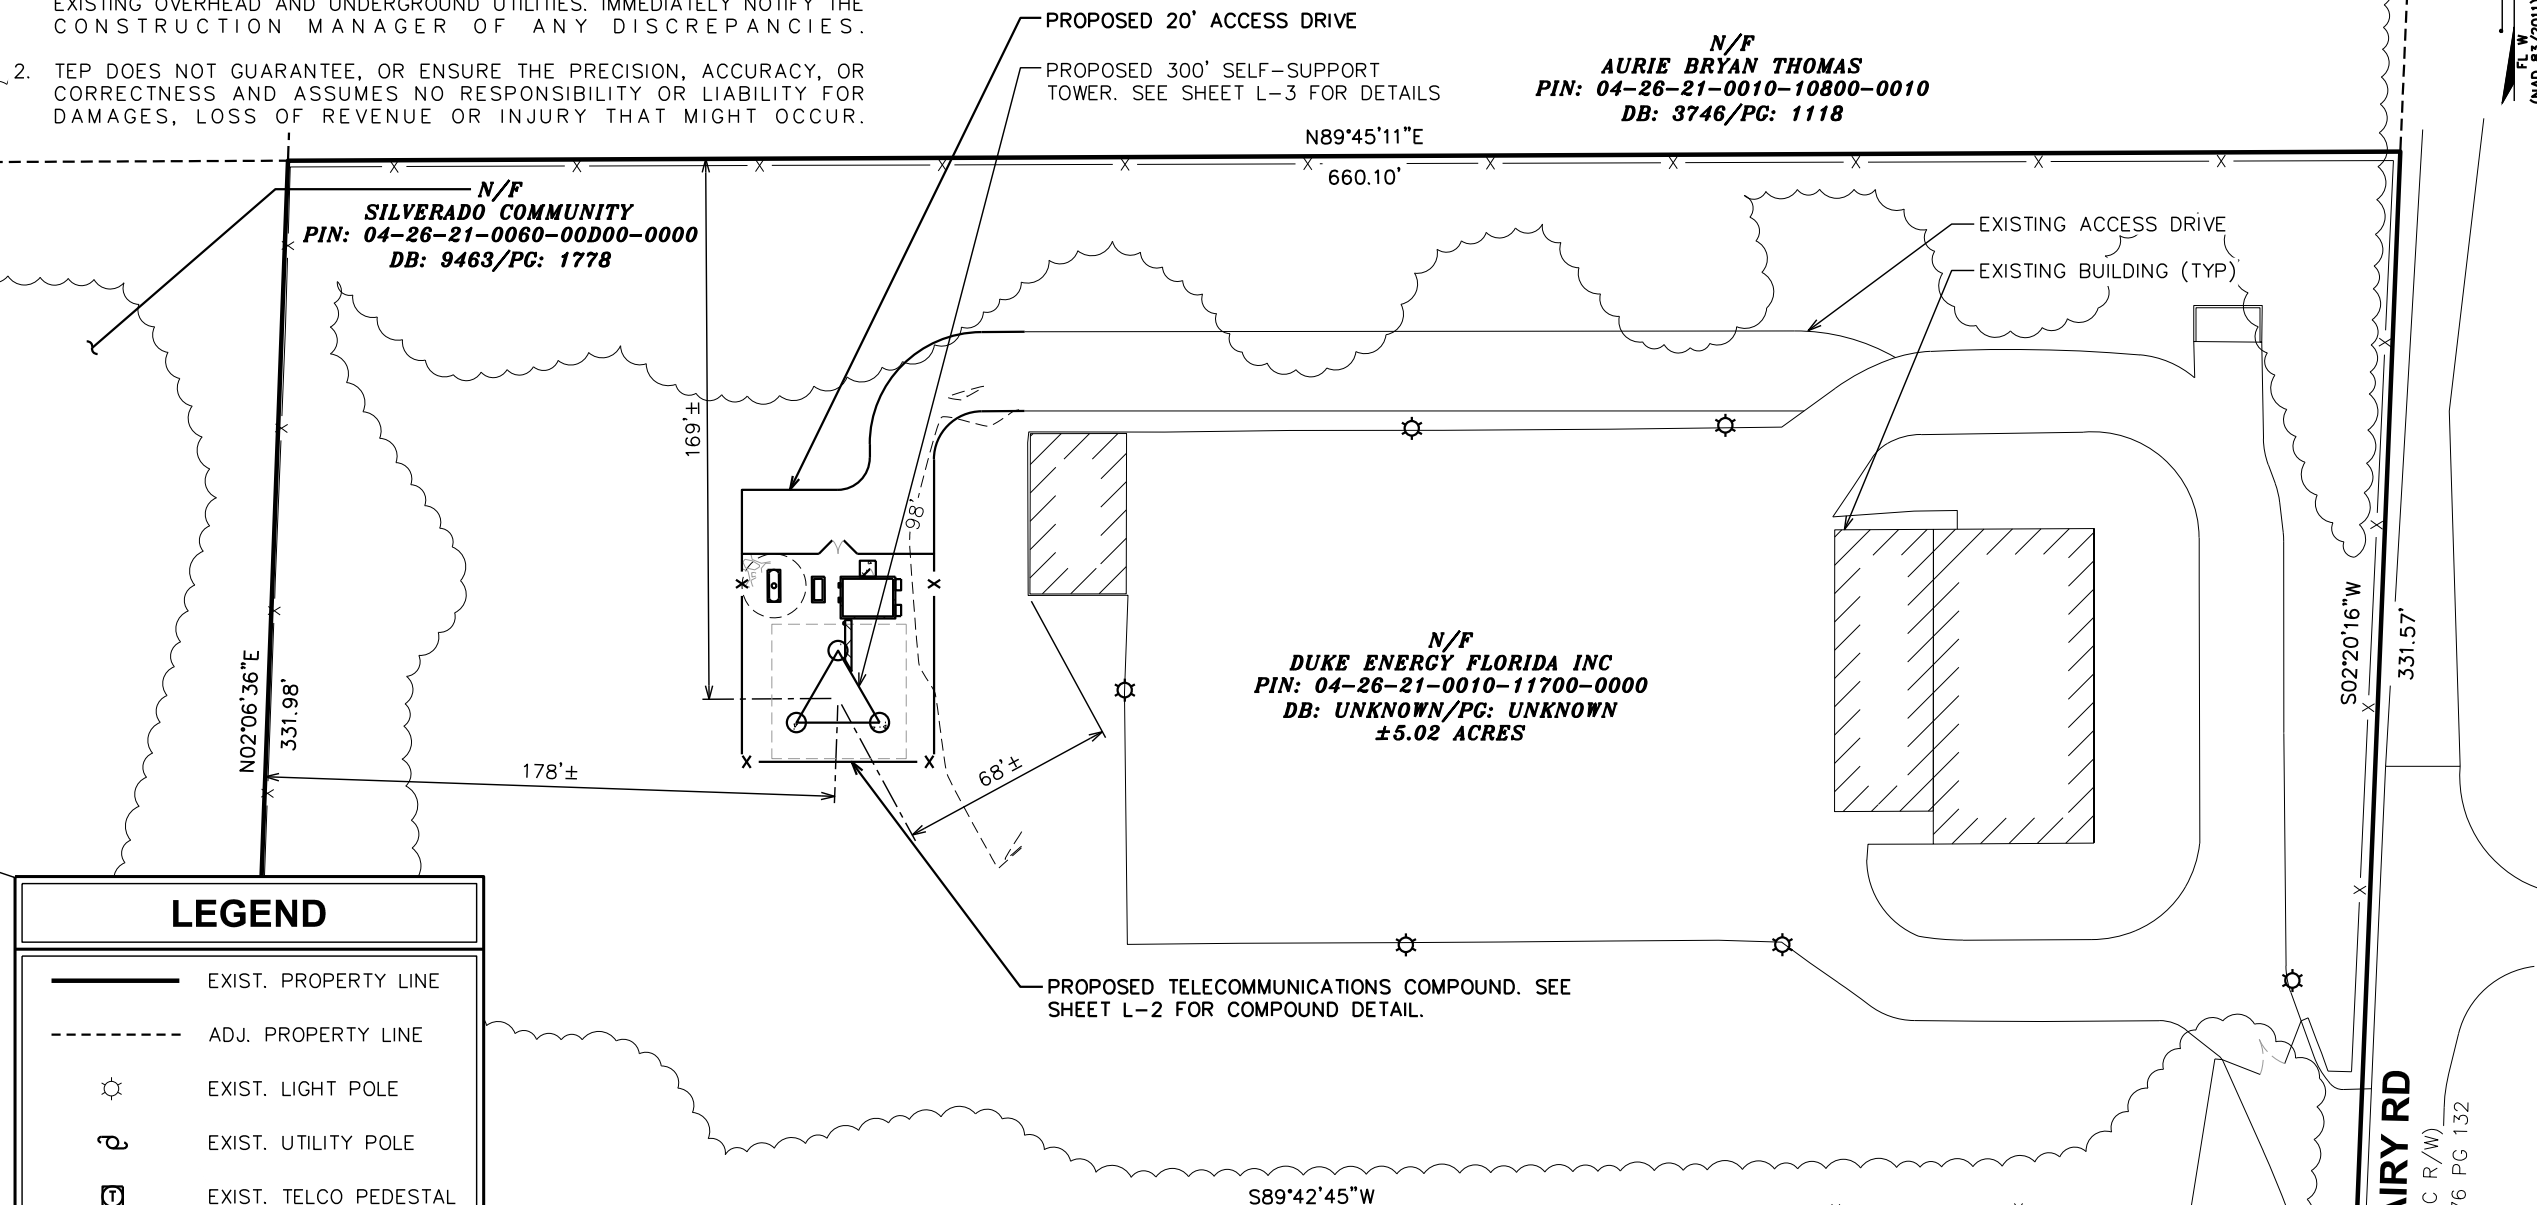 EXISTING OVERHEAD AND UNDERGROUND UTILITIES. IMMEDIATELY NOTIFY THE
CONSTRUCTION MANAGER OF ANY DISCREPANCIES.
2. TEP DOES NOT GUARANTEE, OR ENSURE THE PRECISION, ACCURACY, OR
CORRECTNESS AND ASSUMES NO RESPONSIBILITY OR LIABILITY FOR
DAMAGES, LOSS OF REVENUE OR INJURY THAT MIGHT OCCUR.
PROPOSED 20' ACCESS DRIVE
PROPOSED 300' SELF-SUPPORT
TOWER. SEE SHEET L-3 FOR DETAILS
N/F
AURIE BRYAN THOMAS
PIN: 04-26-21-0010-10800-0010
DB: 3746/PG: 1118
FL W
(NAD 83/2011)
N89°45'11"E
660.10'
N/F
SILVERADO COMMUNITY
PIN: 04-26-21-0060-00D00-0000
DB: 9463/PG: 1778
EXISTING ACCESS DRIVE
EXISTING BUILDING (TYP)
169'±
98'
N02°06'36"E
331.98'
178'±
68'±
N/F
DUKE ENERGY FLORIDA INC
PIN: 04-26-21-0010-11700-0000
DB: UNKNOWN/PG: UNKNOWN
±5.02 ACRES
S02°20'16"W
331.57'
PROPOSED TELECOMMUNICATIONS COMPOUND. SEE
SHEET L-2 FOR COMPOUND DETAIL.
LEGEND
EXIST. PROPERTY LINE
ADJ. PROPERTY LINE
EXIST. LIGHT POLE
EXIST. UTILITY POLE
T
EXIST. TELCO PEDESTAL
S89°42'45"W
AIRY RD
C R/W)
76 PG 132